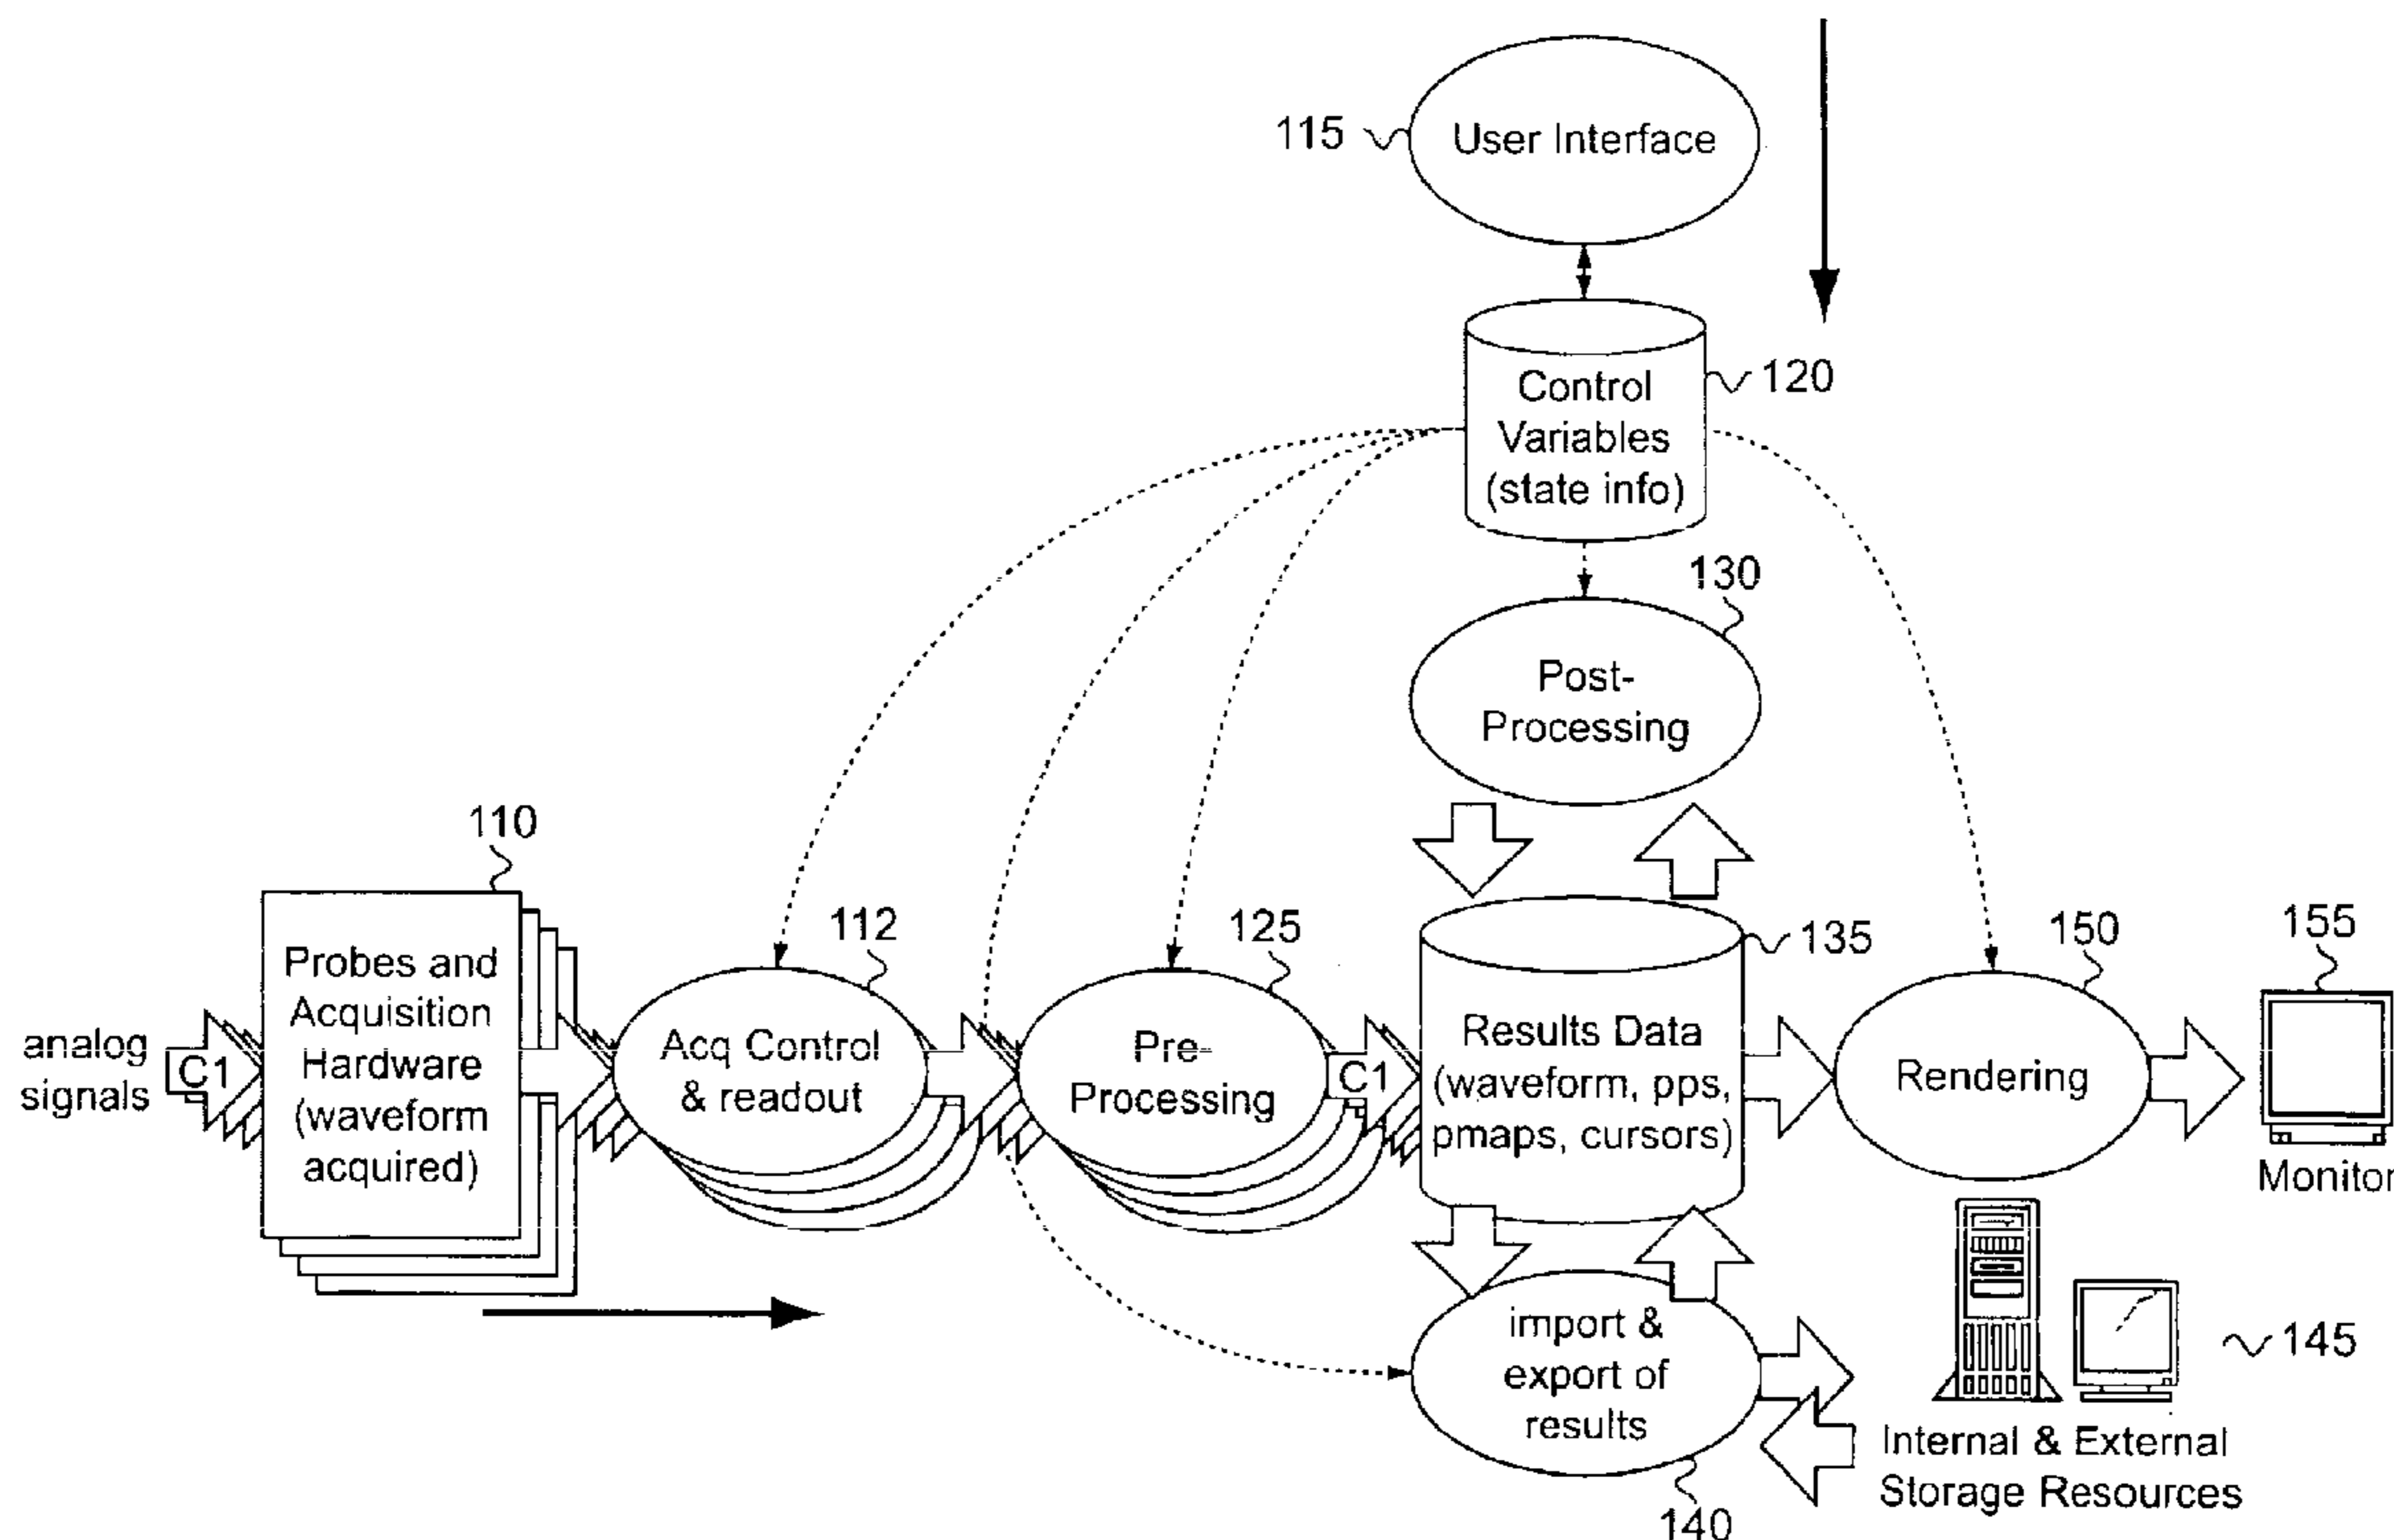 115
User Interface
120
Control
Variables
(state info)
130
Post-
Processing
110
Probes and
Acquisition
Hardware
(waveform
acquired)
analog
signals
C1
112
Acq Control
& readout
125
Pre-
Processing
C1
135
Results Data
(waveform, pps,
pmaps, cursors)
150
Rendering
155
Monitor
import &
export of
results
140
145
Internal & External
Storage Resources